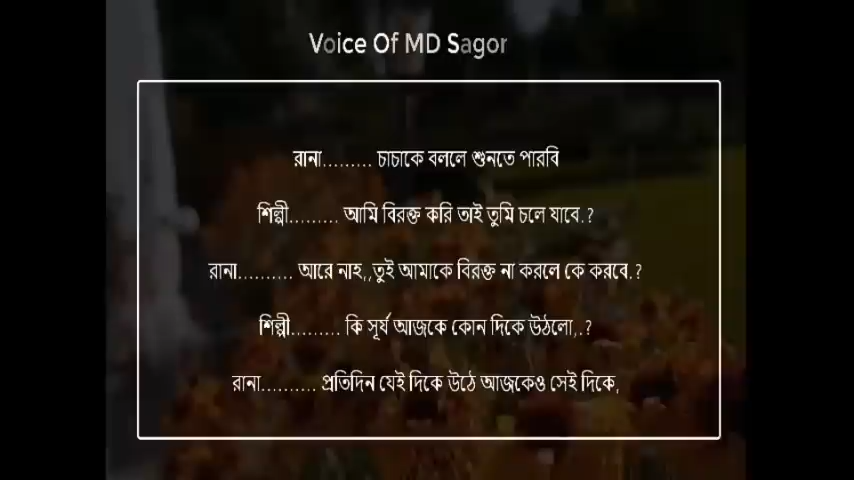 Voice Of MD Sagor
রানা......... চাচাকে বললে শুনতে পারবি
শিল্পী......... আমি বিরক্ত করি তাই তুমি চলে যাবে.?
রানা.......... আরে নাহ,,তুই আমাকে বিরক্ত না করলে কে করবে.?
শিল্পী......... কি সূর্য আজকে কোন দিকে উঠলো,.?
রানা.......... প্রতিদিন যেই দিকে উঠে আজকেও সেই দিকে,